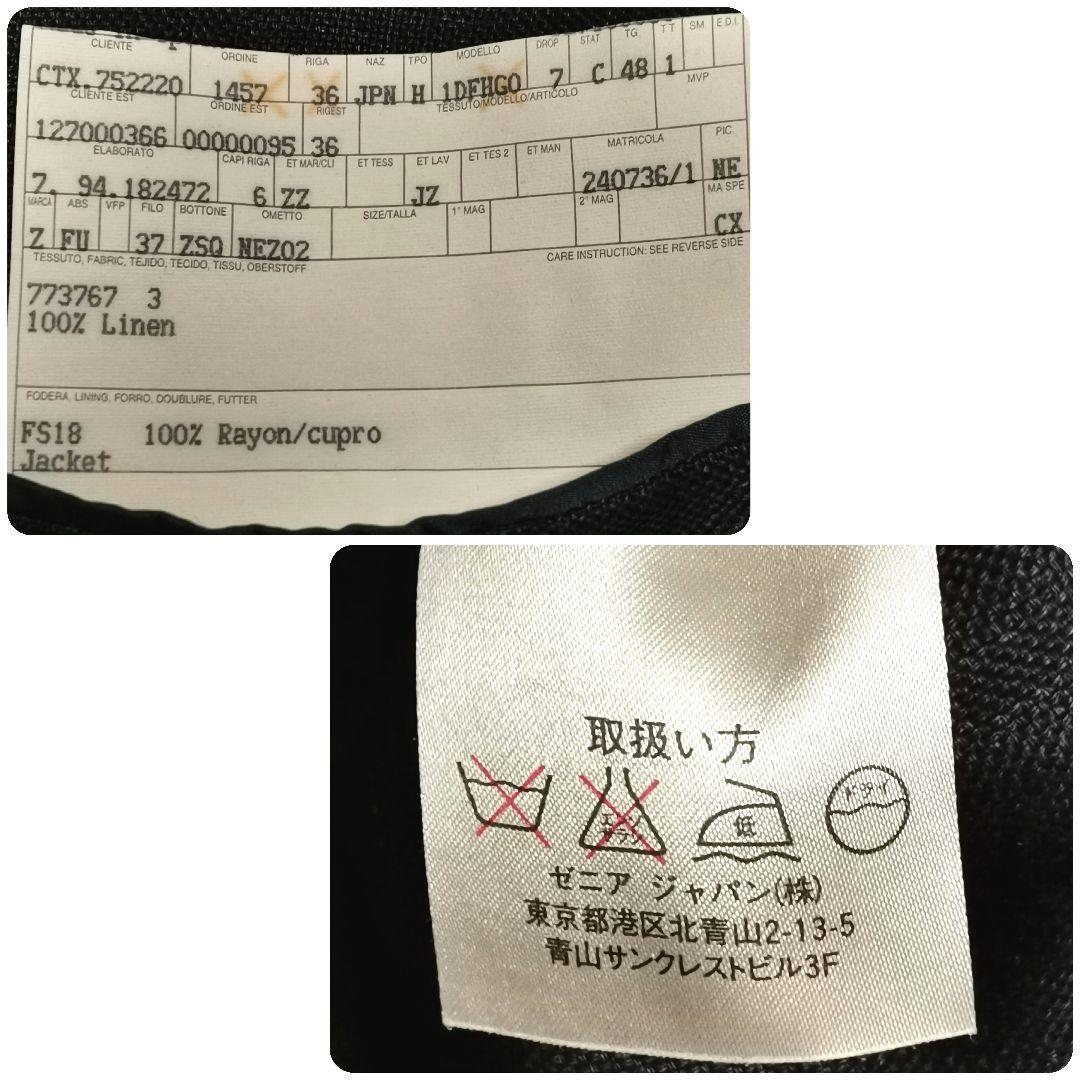 CLIENTE ORDINE RIGA NAZ TPO MODELLO DROP STAT TG TT SM E.D.I.
CTX.752220 1457 36 JPN H 1DFHGO 7 C 48 1
CLIENTE EST ORDINE EST RIGEST TESSUTO/MODELLO/ARTICOLO MVP
127000366 00000095 36
ELABORATO CAPI RIGA ET MAR/CLI ET TESS ET LAV ET TES 2 ET MAN MATRICOLA PIC
7. 94.182472 6 ZZ JZ 240736/1 NE
MARCA ABS VFP FILO BOTTONE OMETTO SIZE/TALLA 1° MAG 2° MAG MA SPE
Z FU 37 ZSQ NEZ02 CX
TESSUTO, FABRIC, TEJIDO, TECIDO, TISSU, OBERSTOFF CARE INSTRUCTION: SEE REVERSE SIDE
773767 3
100% Linen
FODERA, LINING, FORRO, DOUBLURE, FUTTER
FS18 100% Rayon/cupro
Jacket
取扱い方
エンソサラシ 低 ドライ
ゼニア ジャパン(株)
東京都港区北青山2-13-5
青山サンクレストビル3F